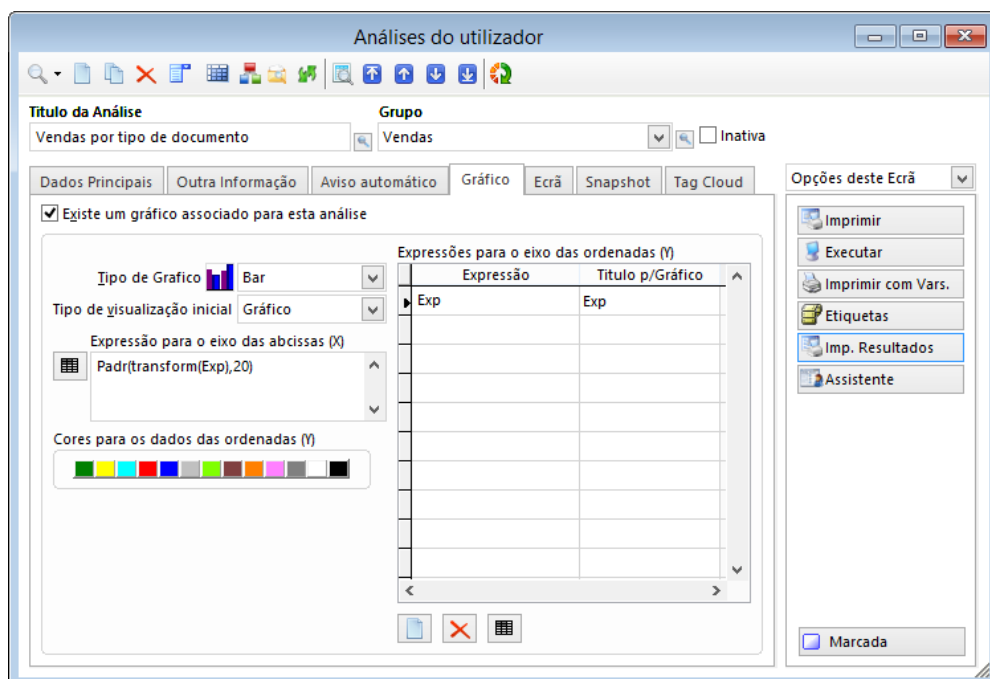 Análises do utilizador
Titulo da Análise
Grupo
Vendas por tipo de documento
Vendas
Inativa
Dados Principais
Outra Informação
Aviso automático
Gráfico
Ecrã
Snapshot
Tag Cloud
Opções deste Ecrã
Existe um gráfico associado para esta análise
Tipo de Grafico
Bar
Tipo de visualização inicial
Gráfico
Expressão para o eixo das abcissas (X)
Padr(transform(Exp),20)
Cores para os dados das ordenadas (Y)
Expressões para o eixo das ordenadas (Y)
Expressão
Titulo p/Gráfico
Exp
Exp
Imprimir
Executar
Imprimir com Vars.
Etiquetas
Imp. Resultados
Assistente
Marcada